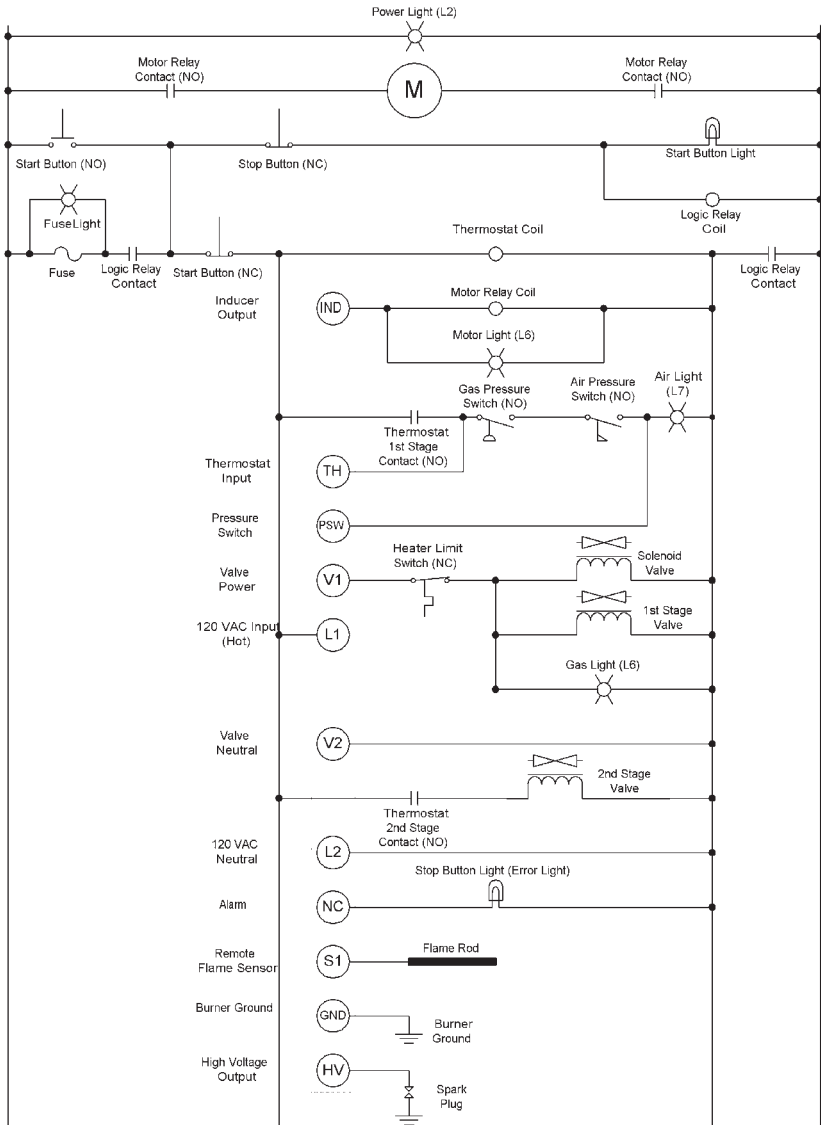 Power Light (L2)
Motor Relay
Contact (NO)
M
Motor Relay
Contact (NO)
Start Button (NO)
Stop Button (NC)
Start Button Light
FuseLight
Logic Relay
Coil
Thermostat Coil
Fuse
Logic Relay
Contact
Start Button (NC)
Logic Relay
Contact
Inducer
Output
IND
Motor Relay Coil
Motor Light (L6)
Gas Pressure
Switch (NO)
Air Pressure
Switch (NO)
Air Light
(L7)
Thermostat
1st Stage
Contact (NO)
Thermostat
Input
TH
Pressure
Switch
PSW
Heater Limit
Switch (NC)
Solenoid
Valve
Valve
Power
V1
1st Stage
Valve
120 VAC Input
(Hot)
L1
Gas Light (L6)
Valve
Neutral
V2
2nd Stage
Valve
Thermostat
2nd Stage
Contact (NO)
120 VAC
Neutral
L2
Stop Button Light (Error Light)
Alarm
NC
Remote
Flame Sensor
S1
Flame Rod
Burner Ground
GND
Burner
Ground
High Voltage
Output
HV
Spark
Plug